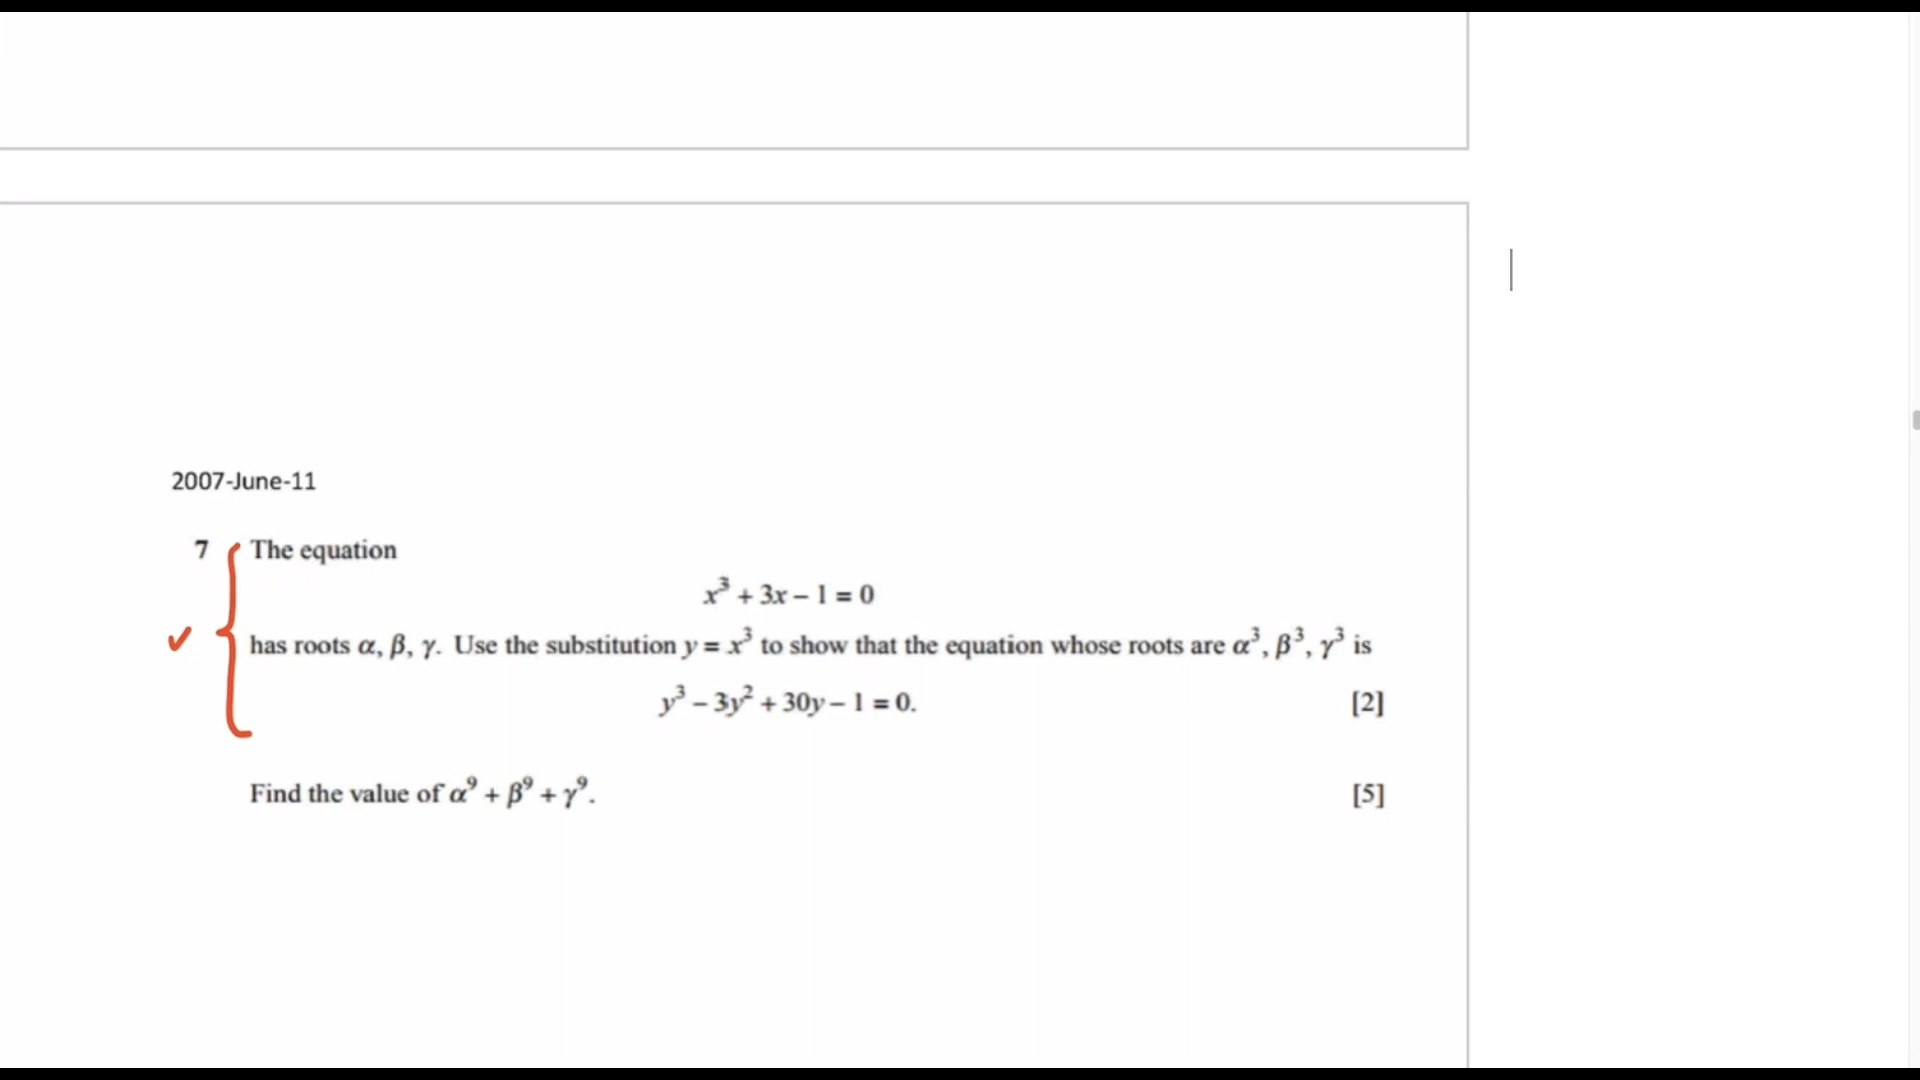 2007-June-11
7 The equation
x³ + 3x – 1 = 0
has roots α, β, γ. Use the substitution y = x³ to show that the equation whose roots are α³, β³, γ³ is
y³ – 3y² + 30y – 1 = 0. [2]
Find the value of α⁹ + β⁹ + γ⁹. [5]